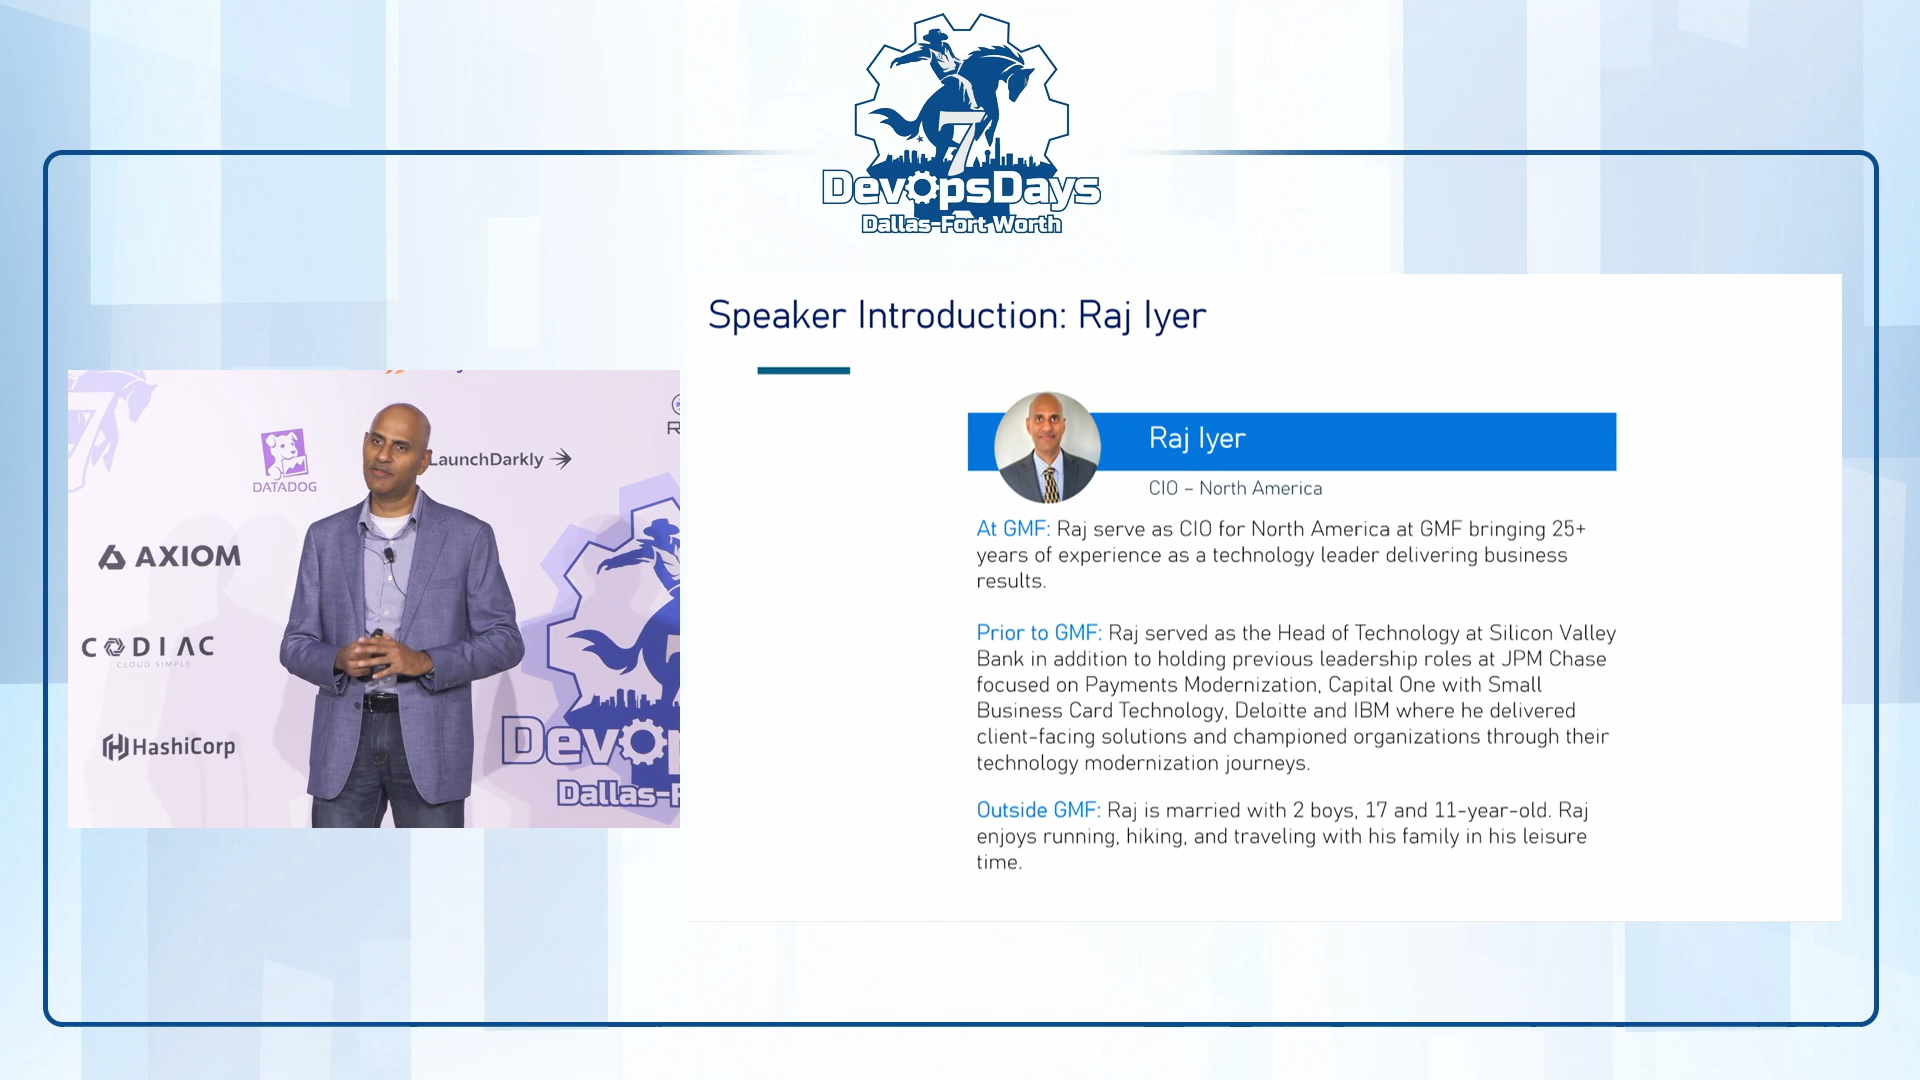 7
DevOpsDays
Dallas-Fort Worth
Speaker Introduction: Raj Iyer
Raj Iyer
CIO – North America
At GMF: Raj serve as CIO for North America at GMF bringing 25+
years of experience as a technology leader delivering business
results.
Prior to GMF: Raj served as the Head of Technology at Silicon Valley
Bank in addition to holding previous leadership roles at JPM Chase
focused on Payments Modernization, Capital One with Small
Business Card Technology, Deloitte and IBM where he delivered
client-facing solutions and championed organizations through their
technology modernization journeys.
Outside GMF: Raj is married with 2 boys, 17 and 11-year-old. Raj
enjoys running, hiking, and traveling with his family in his leisure
time.
7
DATADOG
LaunchDarkly
R
AXIOM
CODIAC
CLOUD SIMPLE
HashiCorp
DevOp
Dallas-F